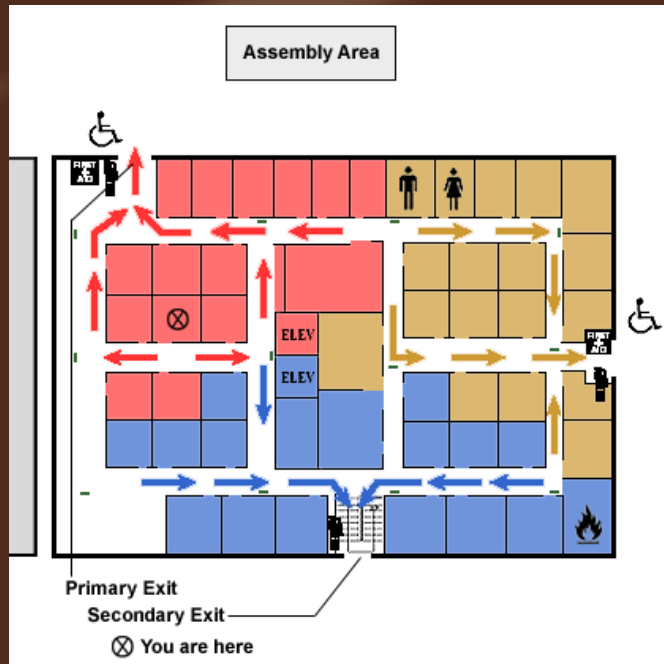 Assembly Area
FIRST
AID
ELEV
FIRST
AID
ELEV
Primary Exit
Secondary Exit
You are here